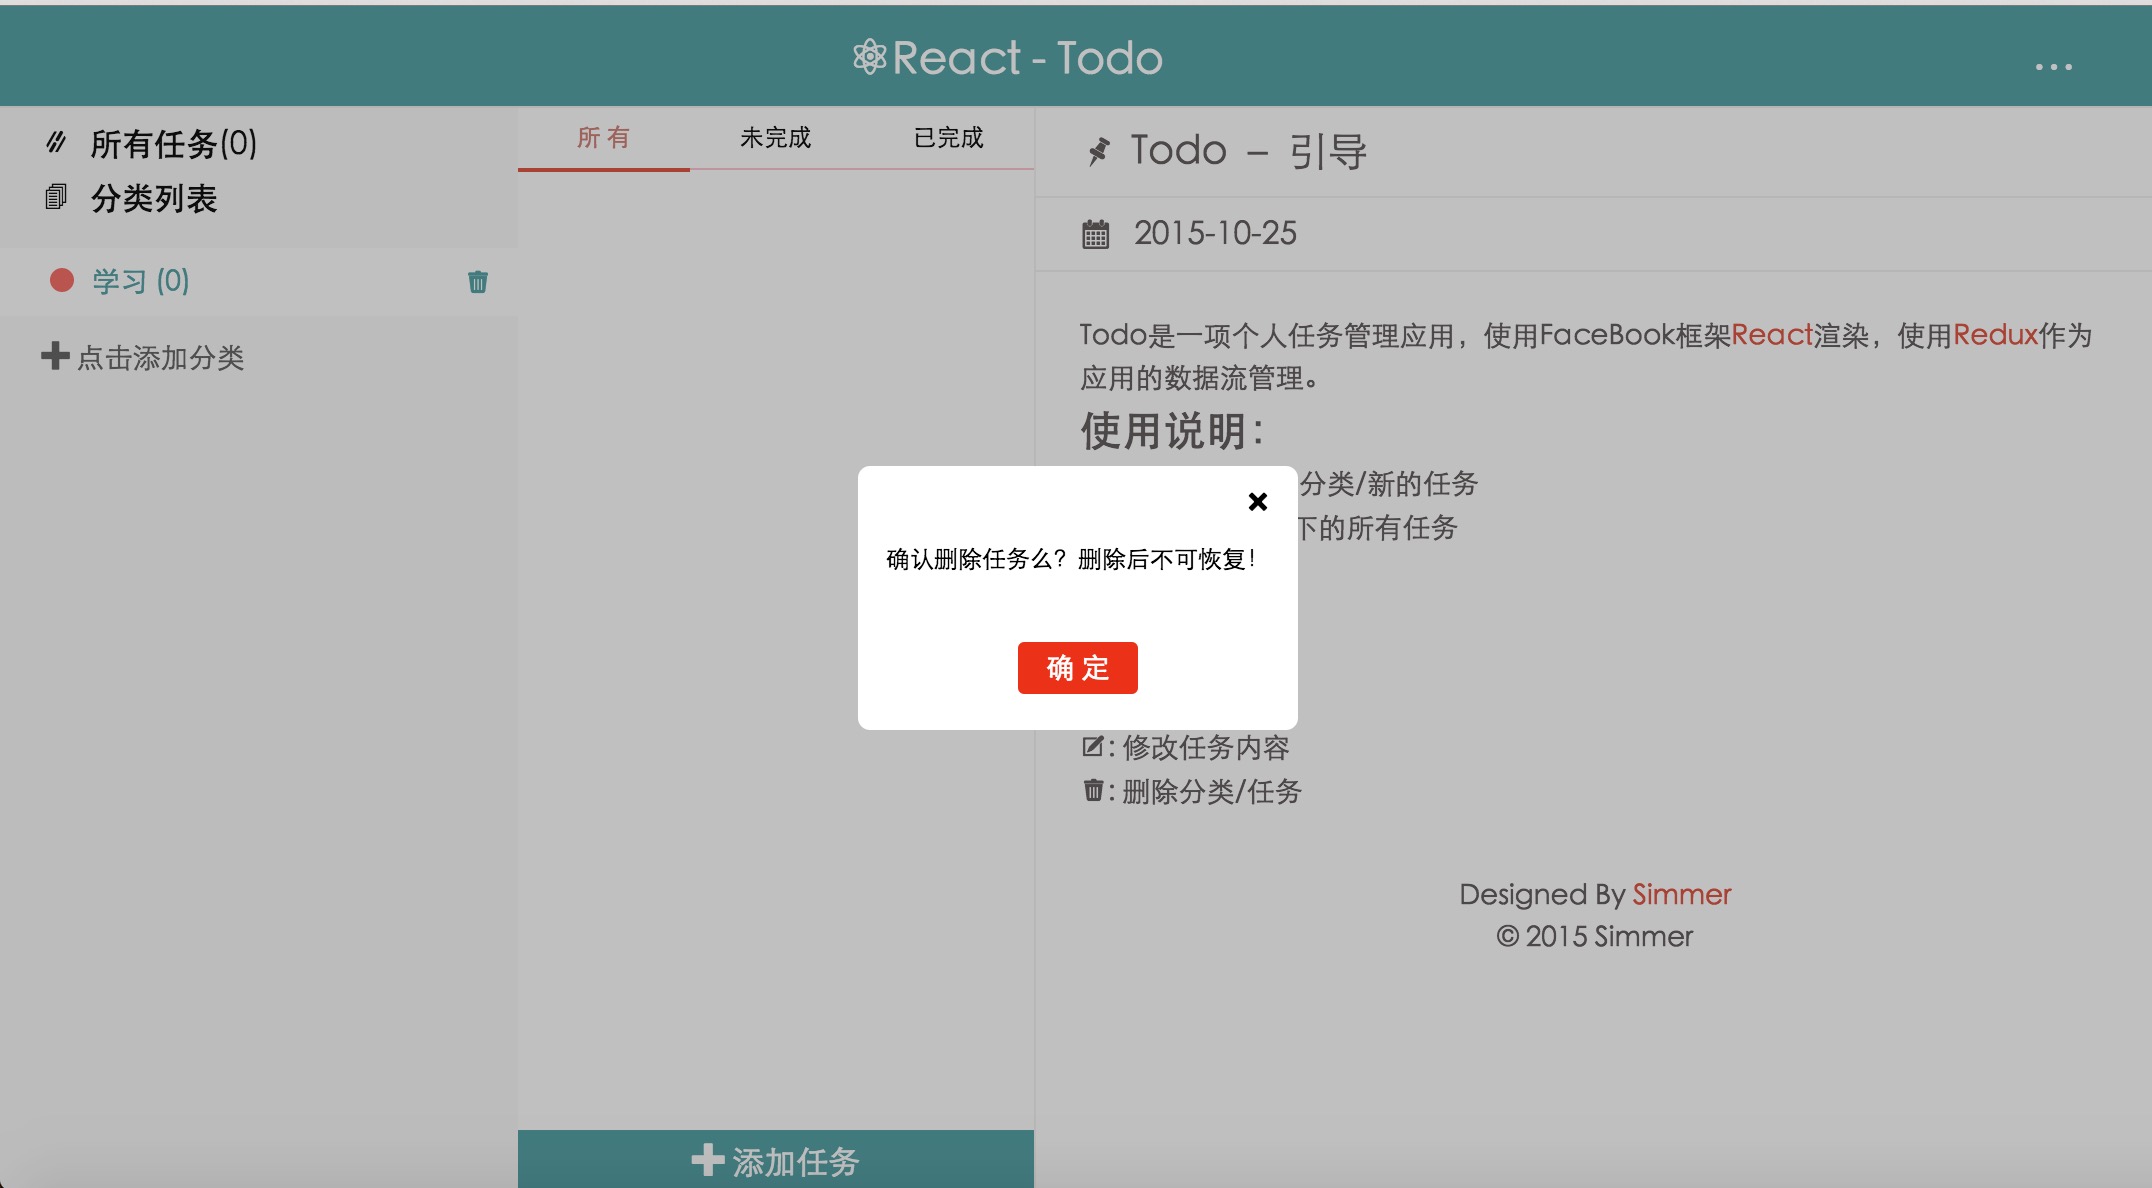 React - Todo
...
所有任务(0)
分类列表
学习 (0)
点击添加分类
所 有
未完成
已完成
添加任务
Todo － 引导
2015-10-25
Todo是一项个人任务管理应用，使用FaceBook框架React渲染，使用Redux作为
应用的数据流管理。
使用说明：
分类/新的任务
下的所有任务
: 修改任务内容
: 删除分类/任务
Designed By Simmer
© 2015 Simmer
确认删除任务么？删除后不可恢复！
确 定